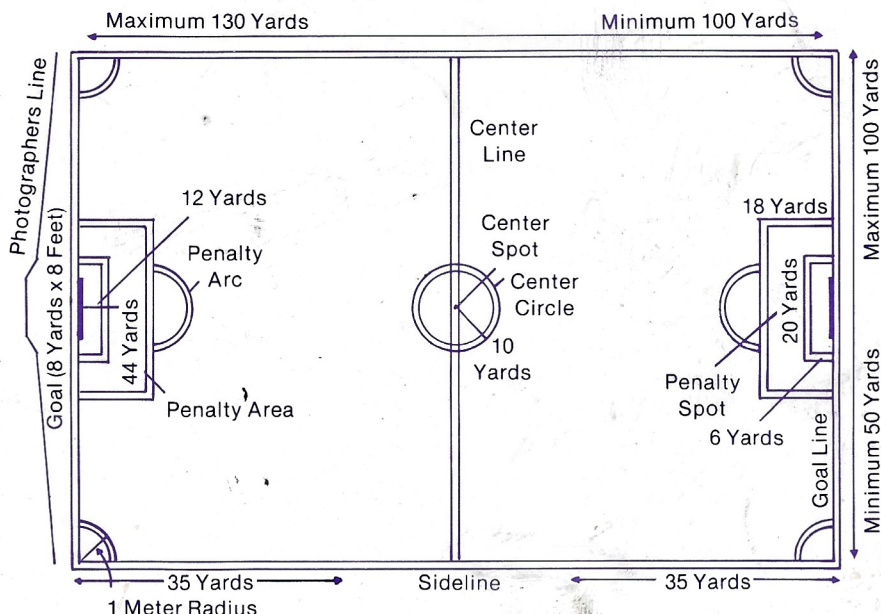 Maximum 130 Yards
Minimum 100 Yards
Photographers Line
Goal (8 Yards x 8 Feet)
12 Yards
Penalty
Arc
44 Yards
Penalty Area
Center
Line
Center
Spot
Center
Circle
10
Yards
18 Yards
20 Yards
Penalty
Spot
6 Yards
Goal Line
Maximum 100 Yards
Minimum 50 Yards
35 Yards
Sideline
35 Yards
1 Meter Radius